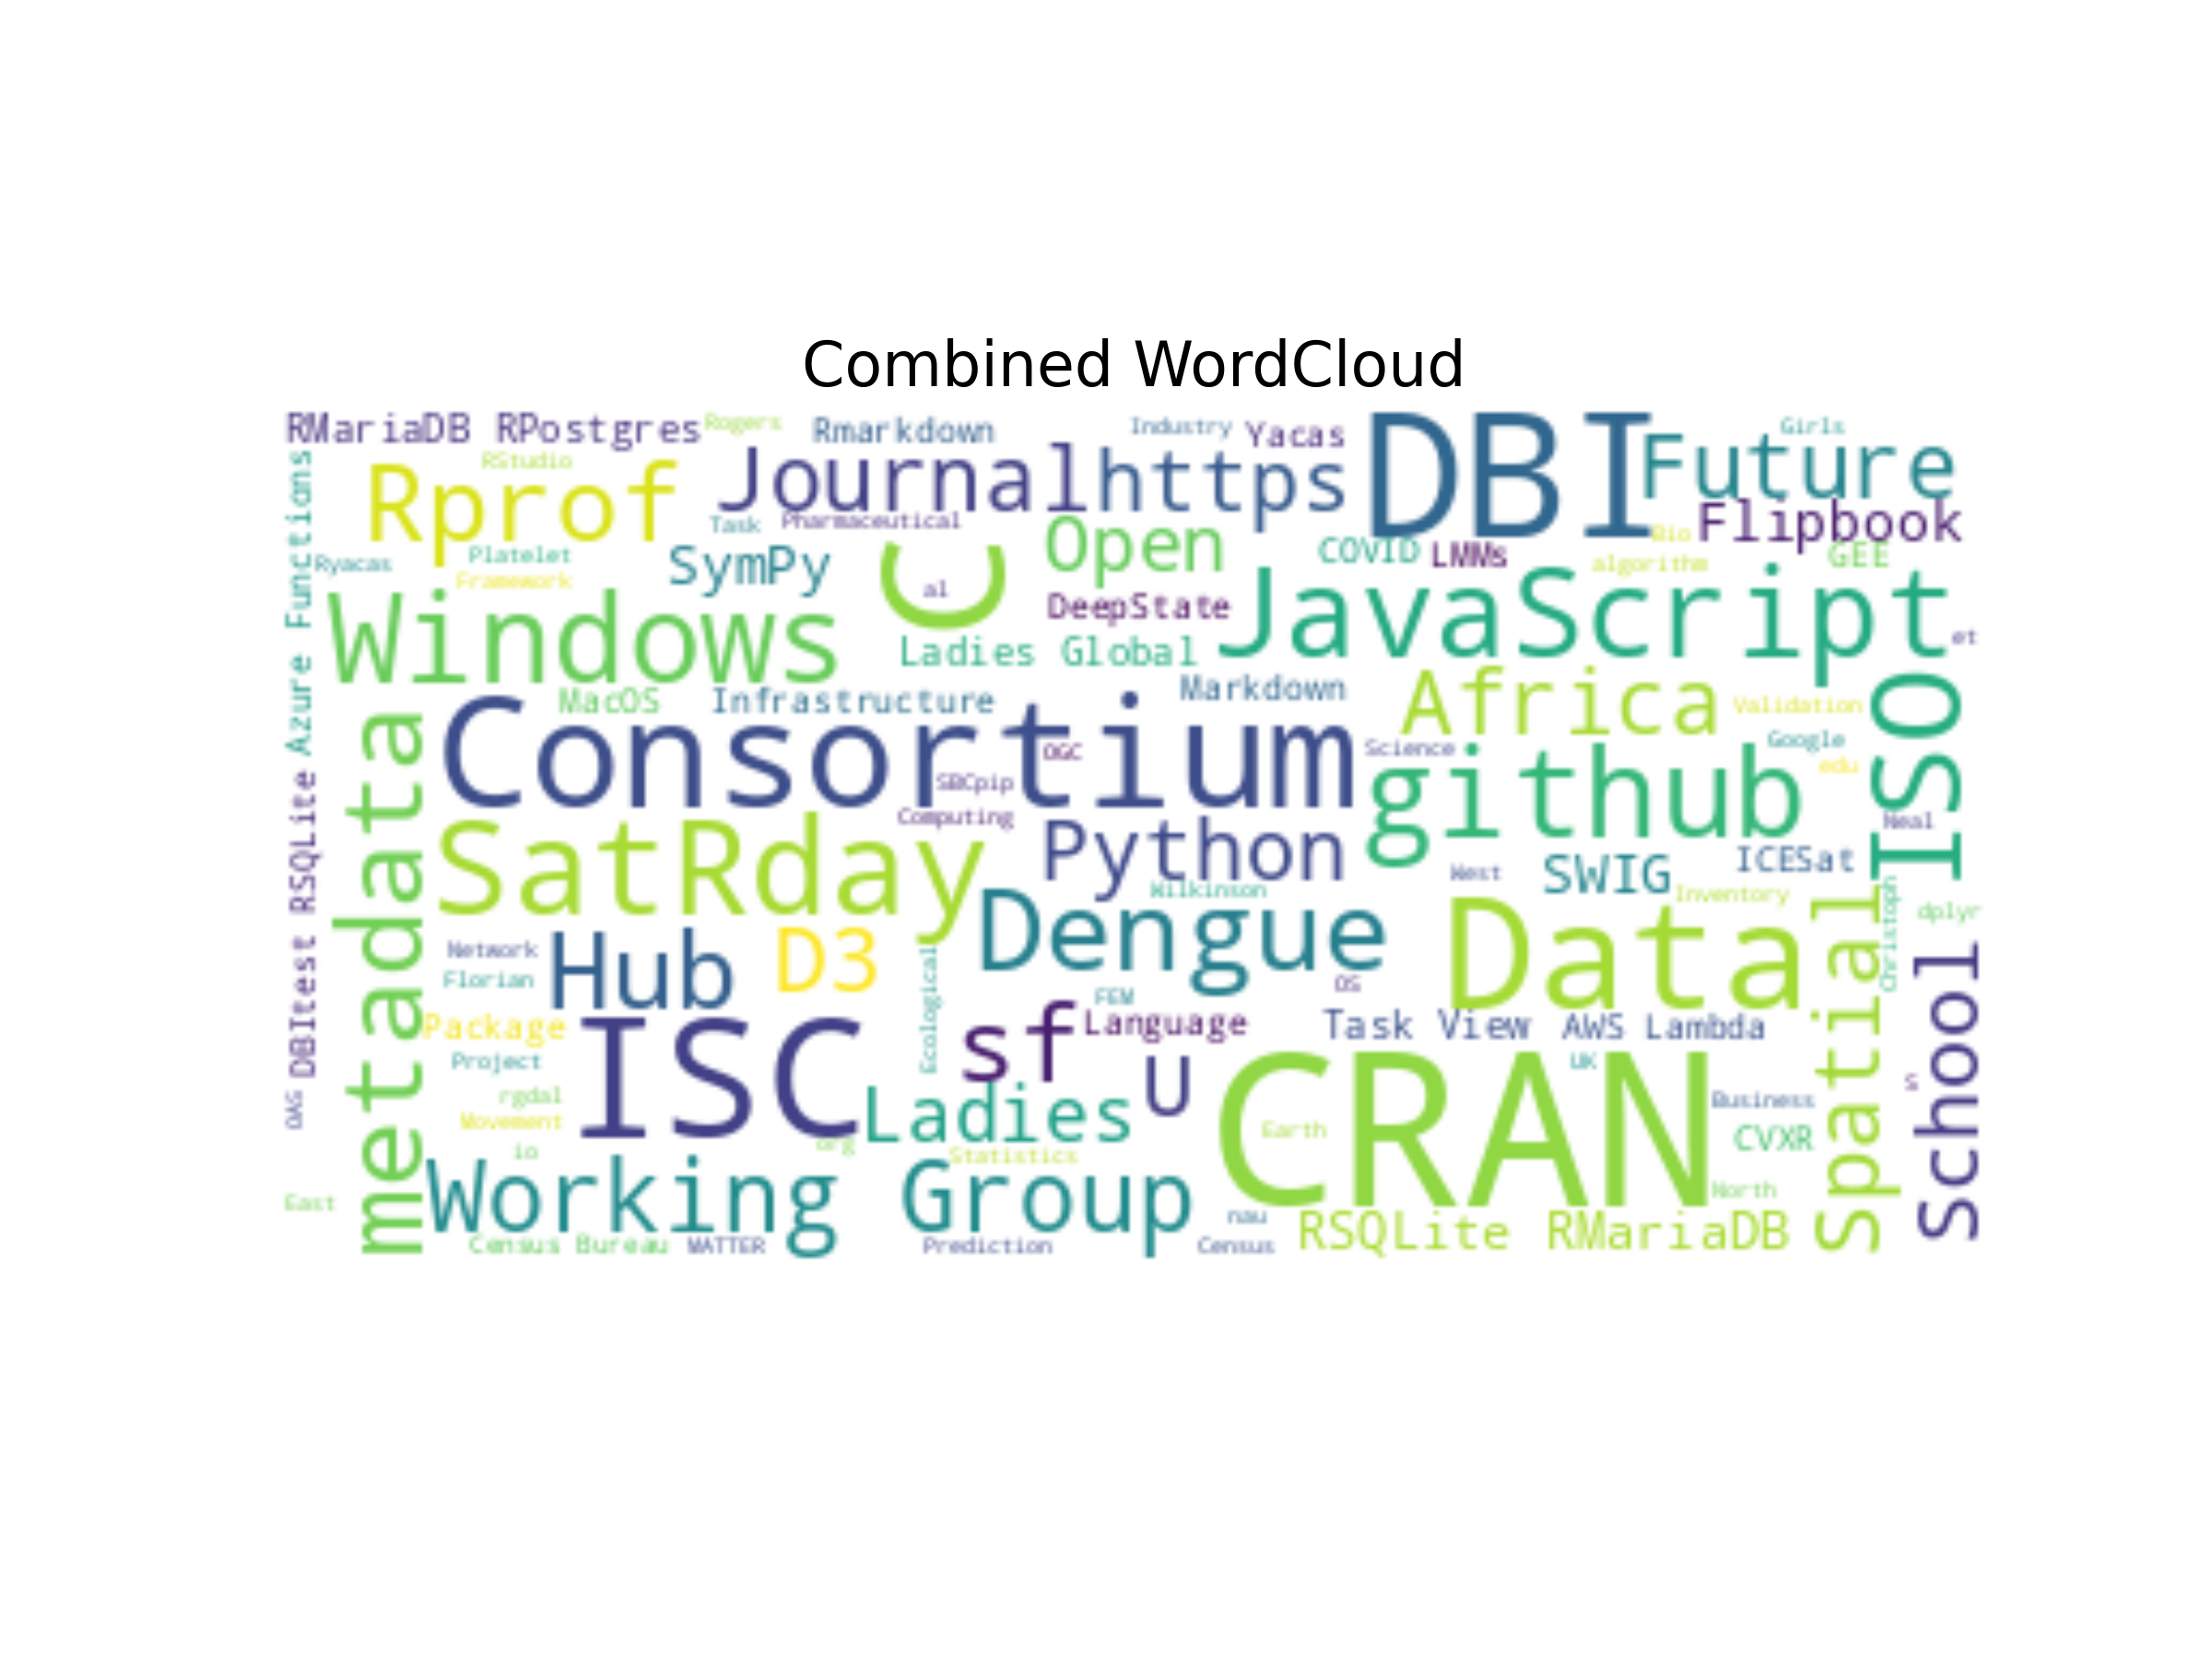 Combined WordCloud
RMariaDB RPostgres
Rogers
Rmarkdown
Industry
Yacas
DBI
Girls
Future
Journal
https
RStudio
Rprof
Task
Pharmaceutical
Open
Flipbook
Bio
Azure Functions
Ryacas
Platelet
Framework
SymPy
C
al
COVID
LMMs
algorithm
GEE
DeepState
JavaScript
et
Windows
Ladies Global
MacOS
Infrastructure
Markdown
Africa
Validation
ISO
Consortium
OGC
Science
Google
edu
github
SBCpip
Computing
metadata
DBItest RSQLite
SatRday
Python
Neal
West
SWIG
ICESat
Wilkinson
Inventory
Christoph
dplyr
Dengue
Data
Spatial
School
Network
Florian
Hub
D3
Ecological
OS
FEM
Package
ISC
sf
Language
Task View
AWS Lambda
Project
U
CRAN
UK
S
rgdal
Movement
OAG
Ladies
Business
Earth
CVXR
io
org
Statistics
Working Group
North
East
nau
RSQLite RMariaDB
Census Bureau
MATTER
Prediction
Census